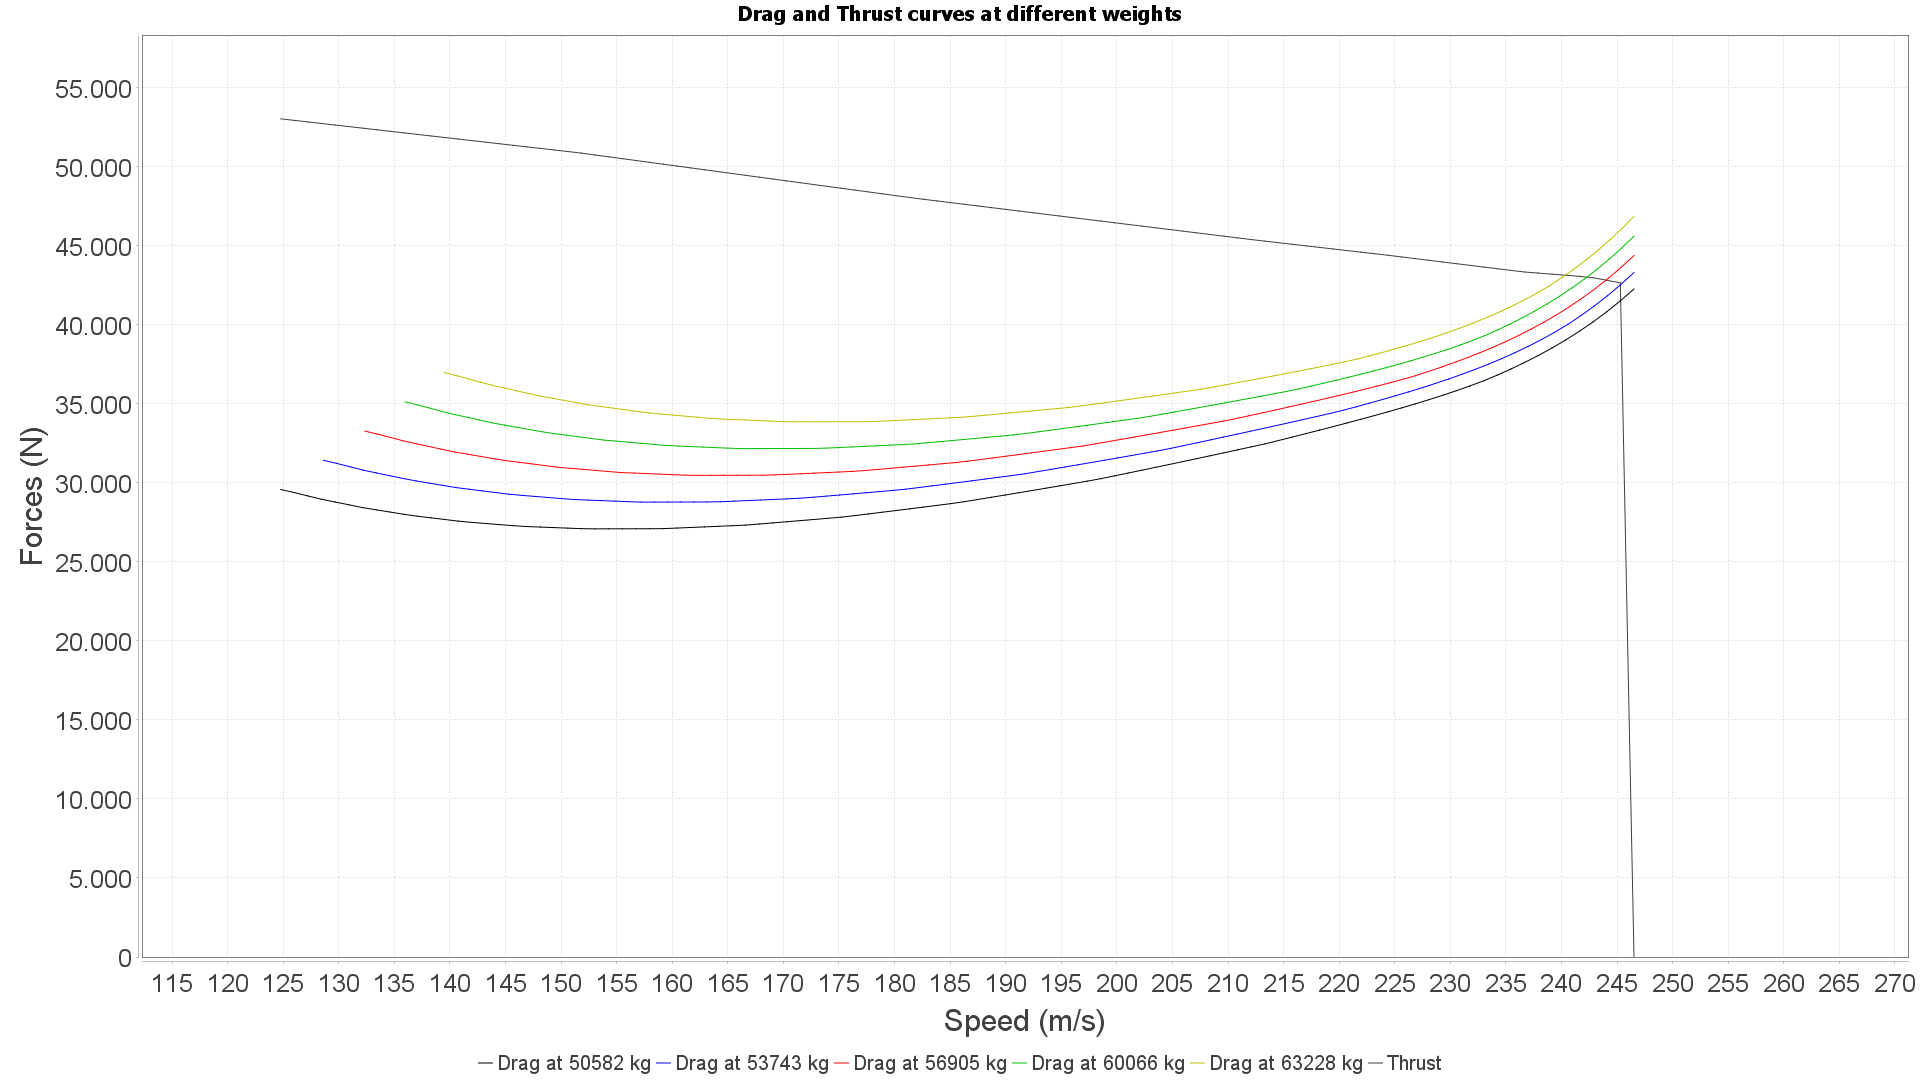 Drag and Thrust curves at different weights
55.000
50.000
45.000
40.000
35.000
30.000
25.000
20.000
15.000
10.000
5.000
0
Forces (N)
115 120 125 130 135 140 145 150 155 160 165 170 175 180 185 190 195 200 205 210 215 220 225 230 235 240 245 250 255 260 265 270
Speed (m/s)
Drag at 50582 kg Drag at 53743 kg Drag at 56905 kg Drag at 60066 kg Drag at 63228 kg Thrust